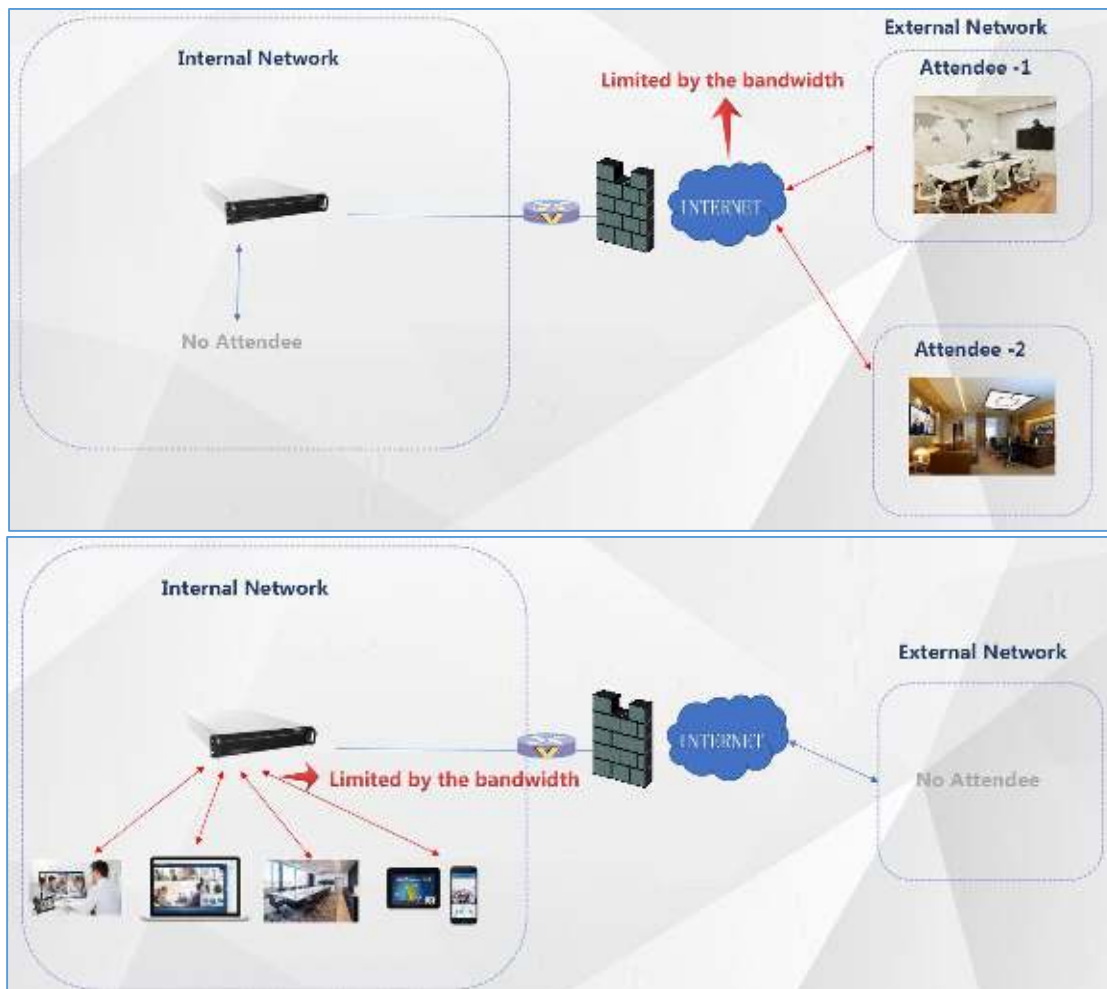 External Network
Internal Network
Attendee -1
Limited by the bandwidth
INTERNET
No Attendee
Attendee -2
Internal Network
External Network
INTERNET
Limited by the bandwidth
No Attendee